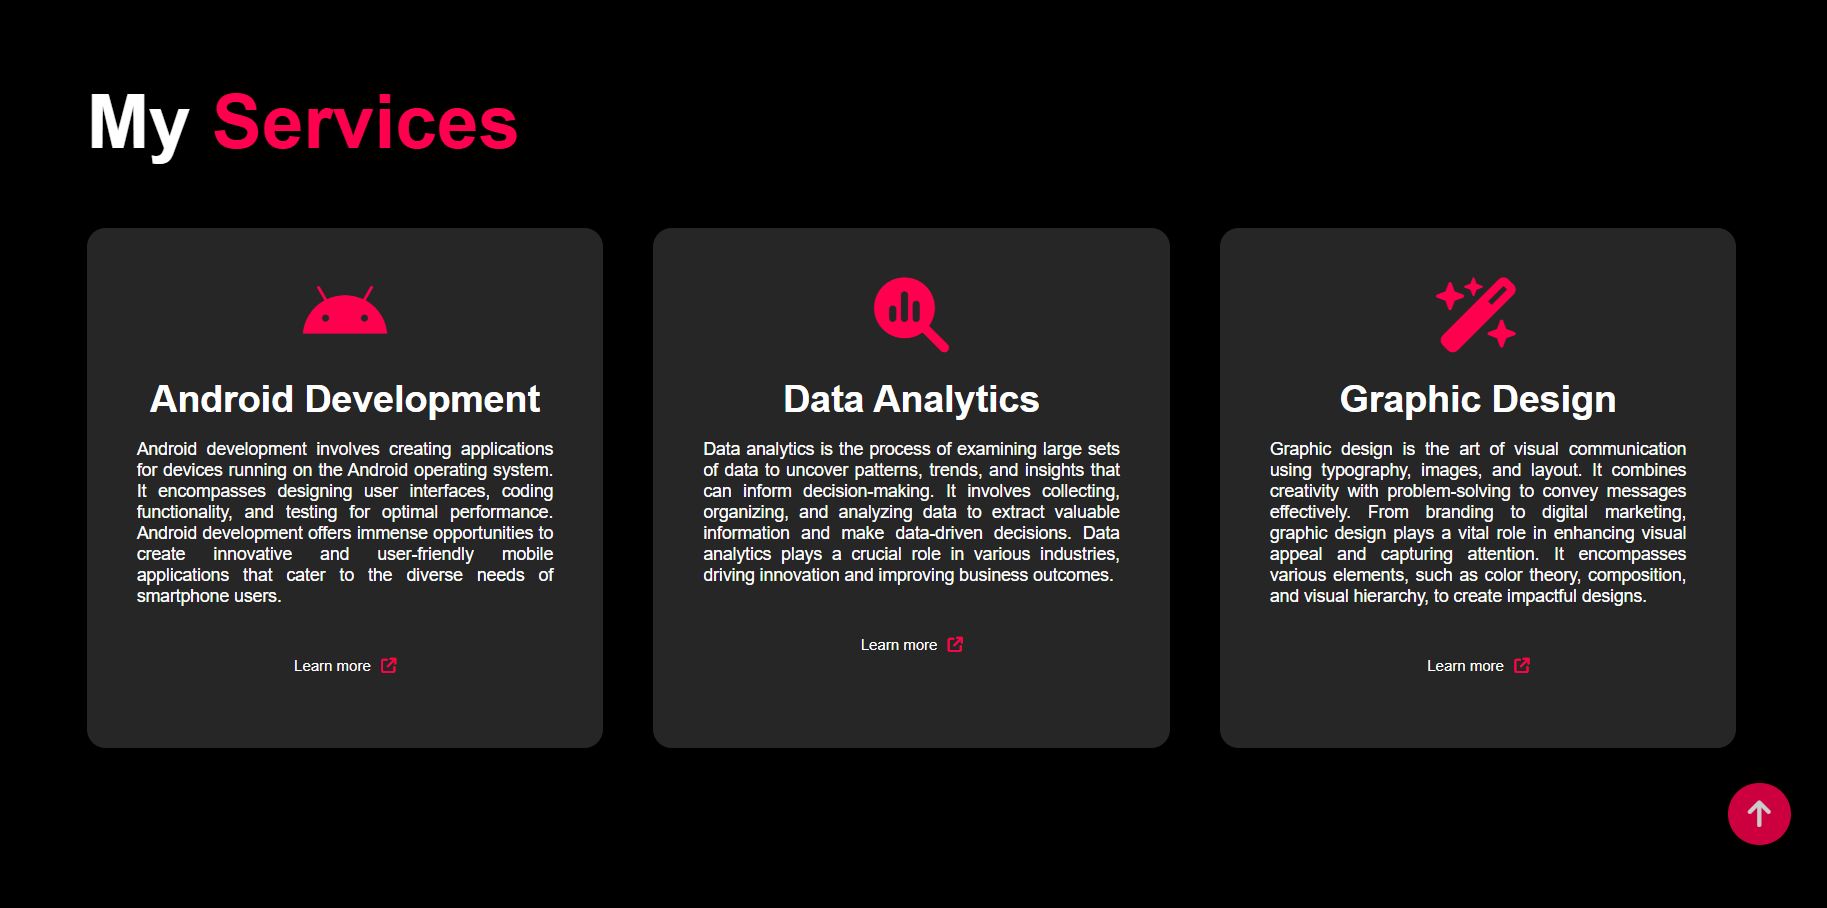 My Services
Android Development
Android development involves creating applications
for devices running on the Android operating system.
It encompasses designing user interfaces, coding
functionality, and testing for optimal performance.
Android development offers immense opportunities to
create innovative and user-friendly mobile
applications that cater to the diverse needs of
smartphone users.
Learn more
Data Analytics
Data analytics is the process of examining large sets
of data to uncover patterns, trends, and insights that
can inform decision-making. It involves collecting,
organizing, and analyzing data to extract valuable
information and make data-driven decisions. Data
analytics plays a crucial role in various industries,
driving innovation and improving business outcomes.
Learn more
Graphic Design
Graphic design is the art of visual communication
using typography, images, and layout. It combines
creativity with problem-solving to convey messages
effectively. From branding to digital marketing,
graphic design plays a vital role in enhancing visual
appeal and capturing attention. It encompasses
various elements, such as color theory, composition,
and visual hierarchy, to create impactful designs.
Learn more